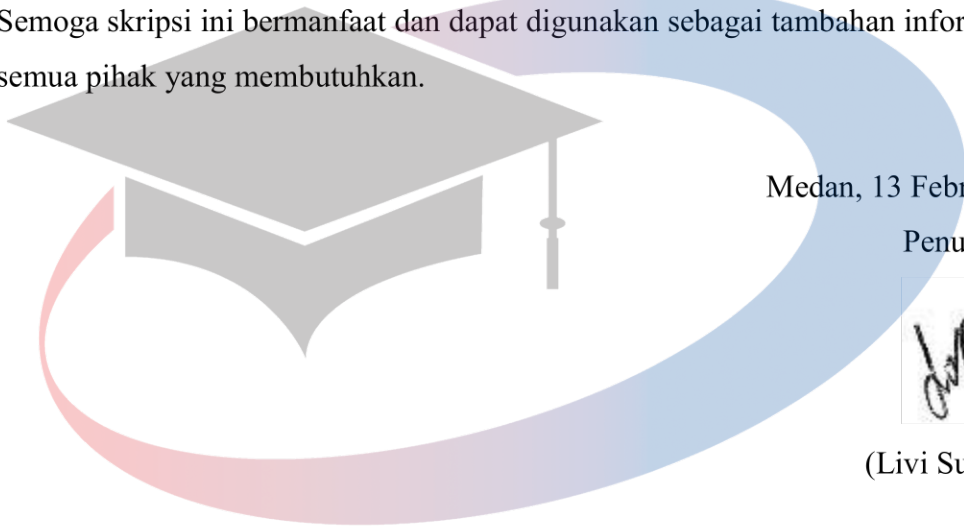 Semoga skripsi ini bermanfaat dan dapat digunakan sebagai tambahan infor
semua pihak yang membutuhkan.
Medan, 13 Febr
Penu
(Livi Su